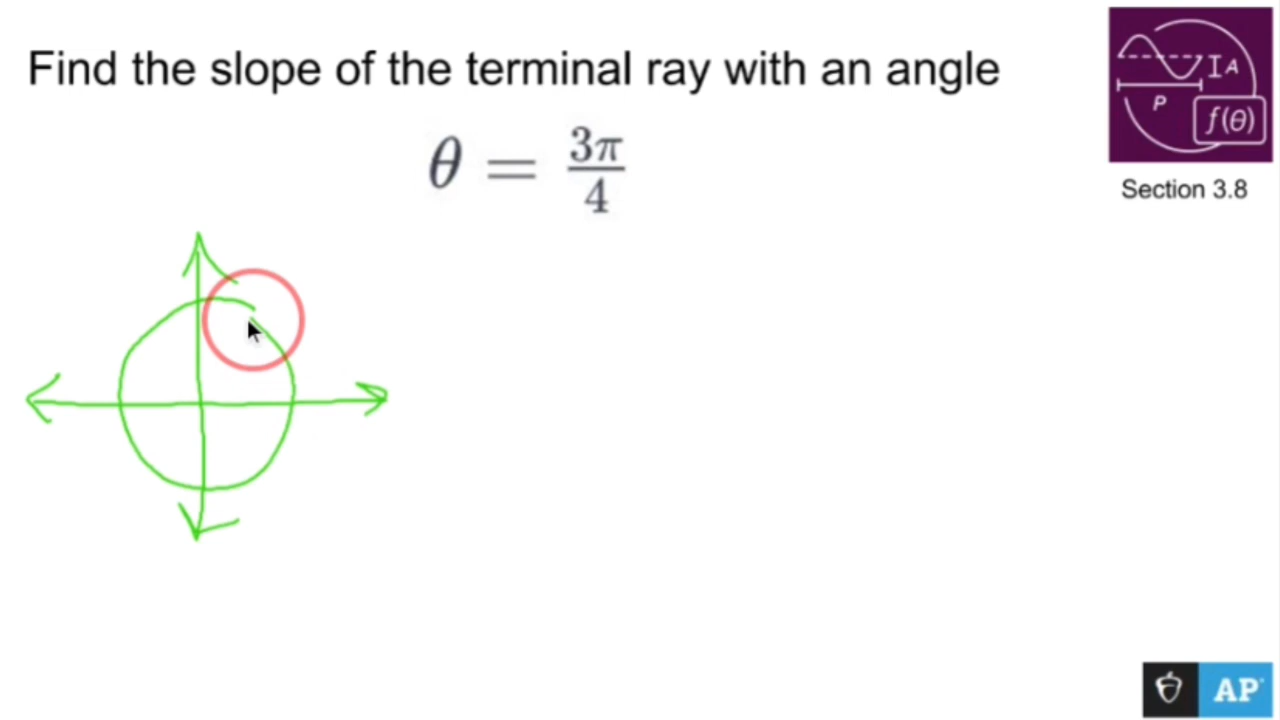 Find the slope of the terminal ray with an angle
θ = 3π/4
A
P
f(θ)
Section 3.8
AP